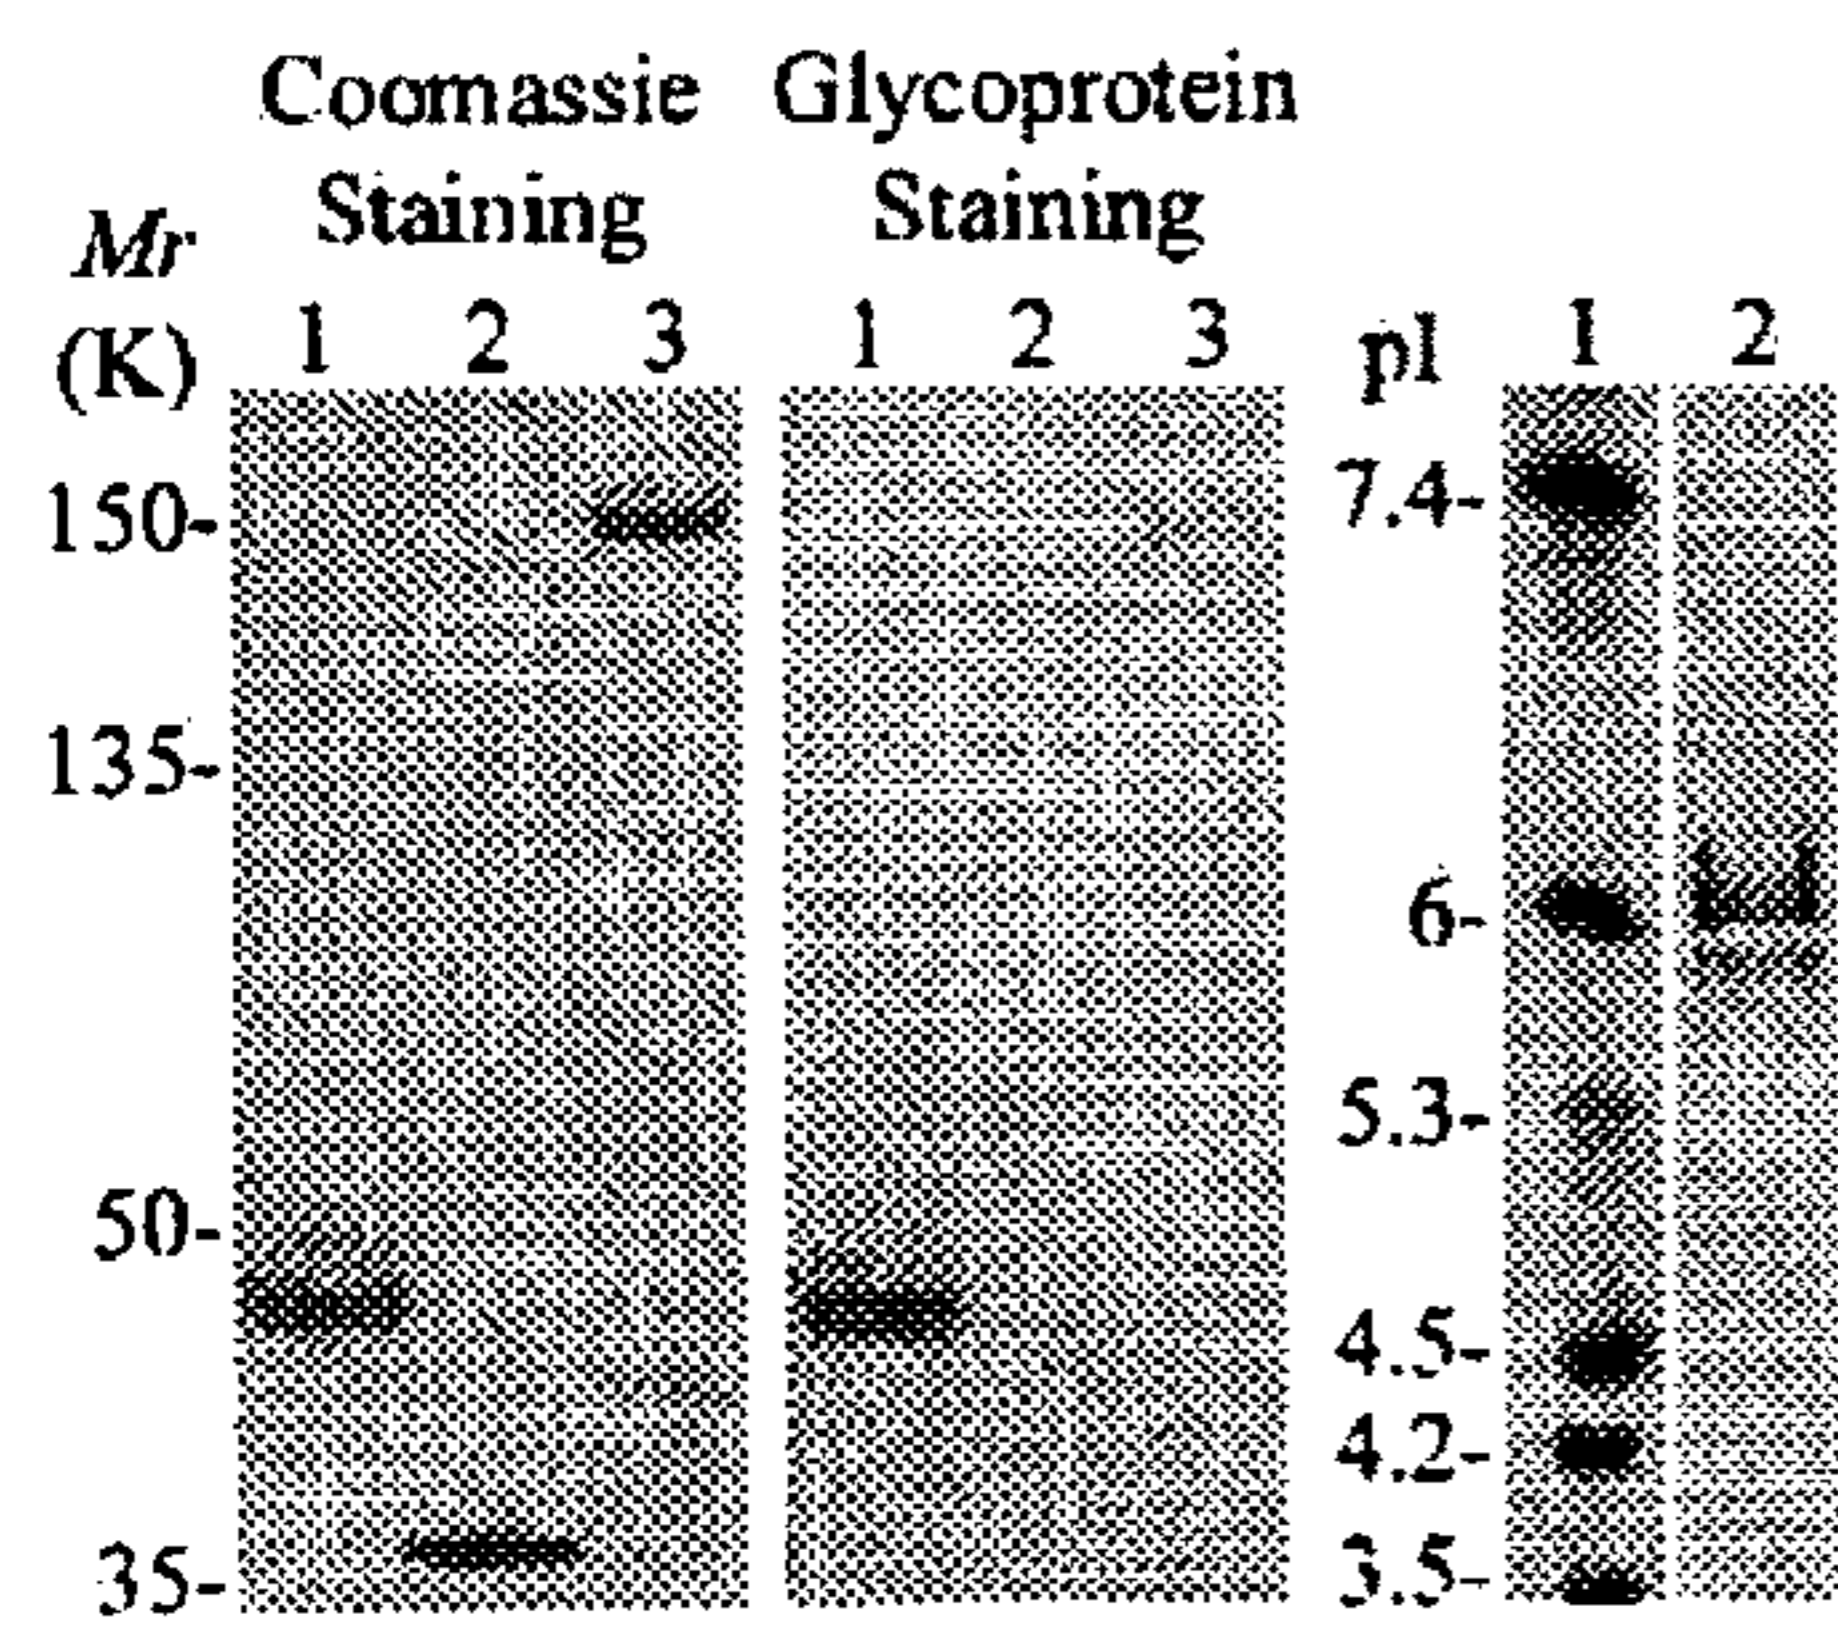 Coomassie Glycoprotein
Staining Staining
Mr
(K) 1 2 3 1 2 3 pI 1 2
150- 7.4-
135-
6-
5.3-
50-
4.5-
4.2-
35- 3.5-